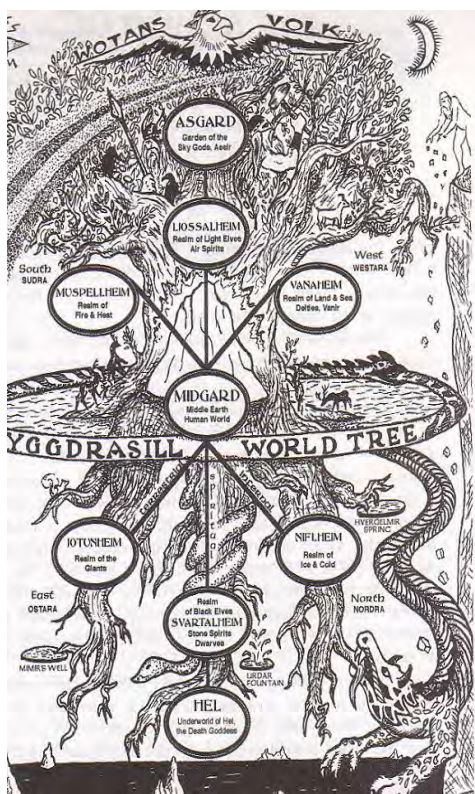 WOTANS VOLK
ASGARD
Garden of the
Sky Gods, Aesir
LIOSSALHEIM
Realm of Light Elves
Air Spirits
South
SUDRA
West
WESTARA
MUSPELLHEIM
Realm of
Fire & Heat
VANAHEIM
Realm of Land & Sea
Deities, Vanir
MIDGARD
Middle Earth
Human World
YGGDRASILL WORLD TREE
spiritual
HVERGELMIR
SPRING
IOTUNHEIM
Realm of the
Giants
NIFLHEIM
Realm of
Ice & Cold
East
OSTARA
North
NORDRA
Realm
of Black Elves
SVARTALHEIM
Stone Spirits
Dwarves
MIMIRS WELL
URDAR
FOUNTAIN
HEL
Underworld of Hel,
the Death Goddess